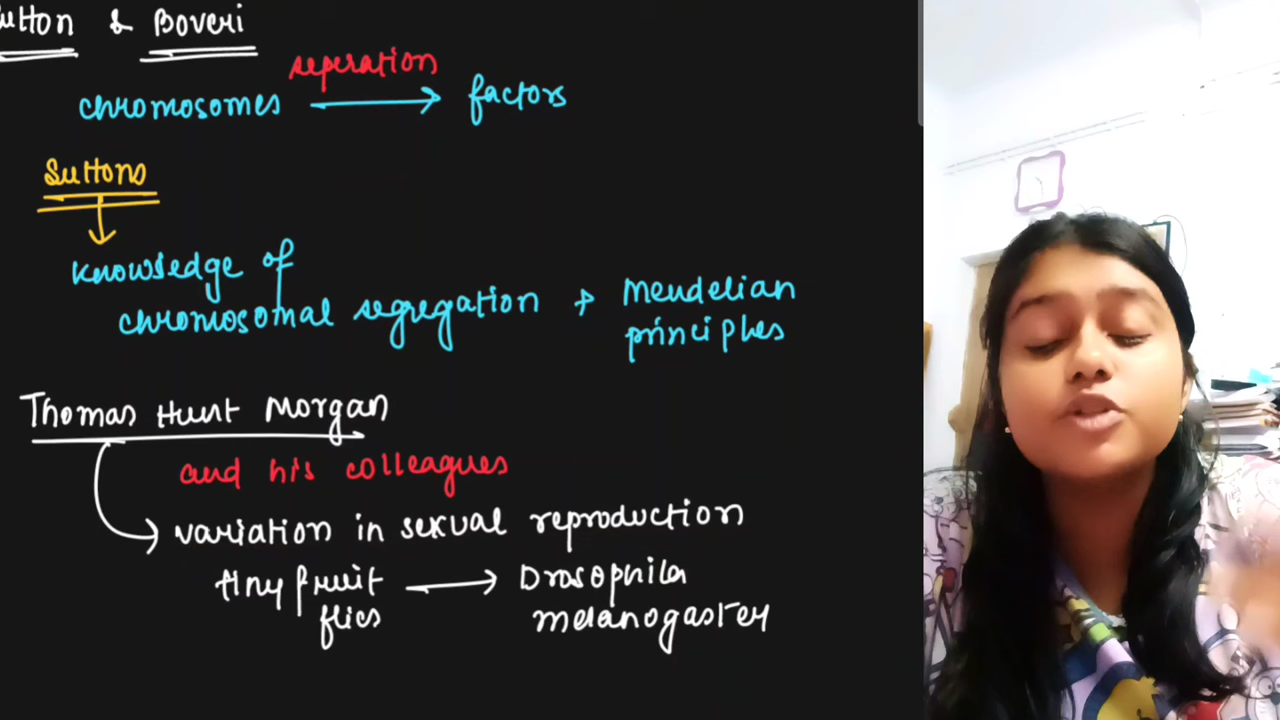 utton & Boveri
seperation
chromosomes → factors
Suttons
knowledge of
chromosomal segregation + Mendelian
principles
Thomas Hunt Morgan
and his colleagues
variation in sexual reproduction
tiny fruit → Drosophila
flies melanogaster